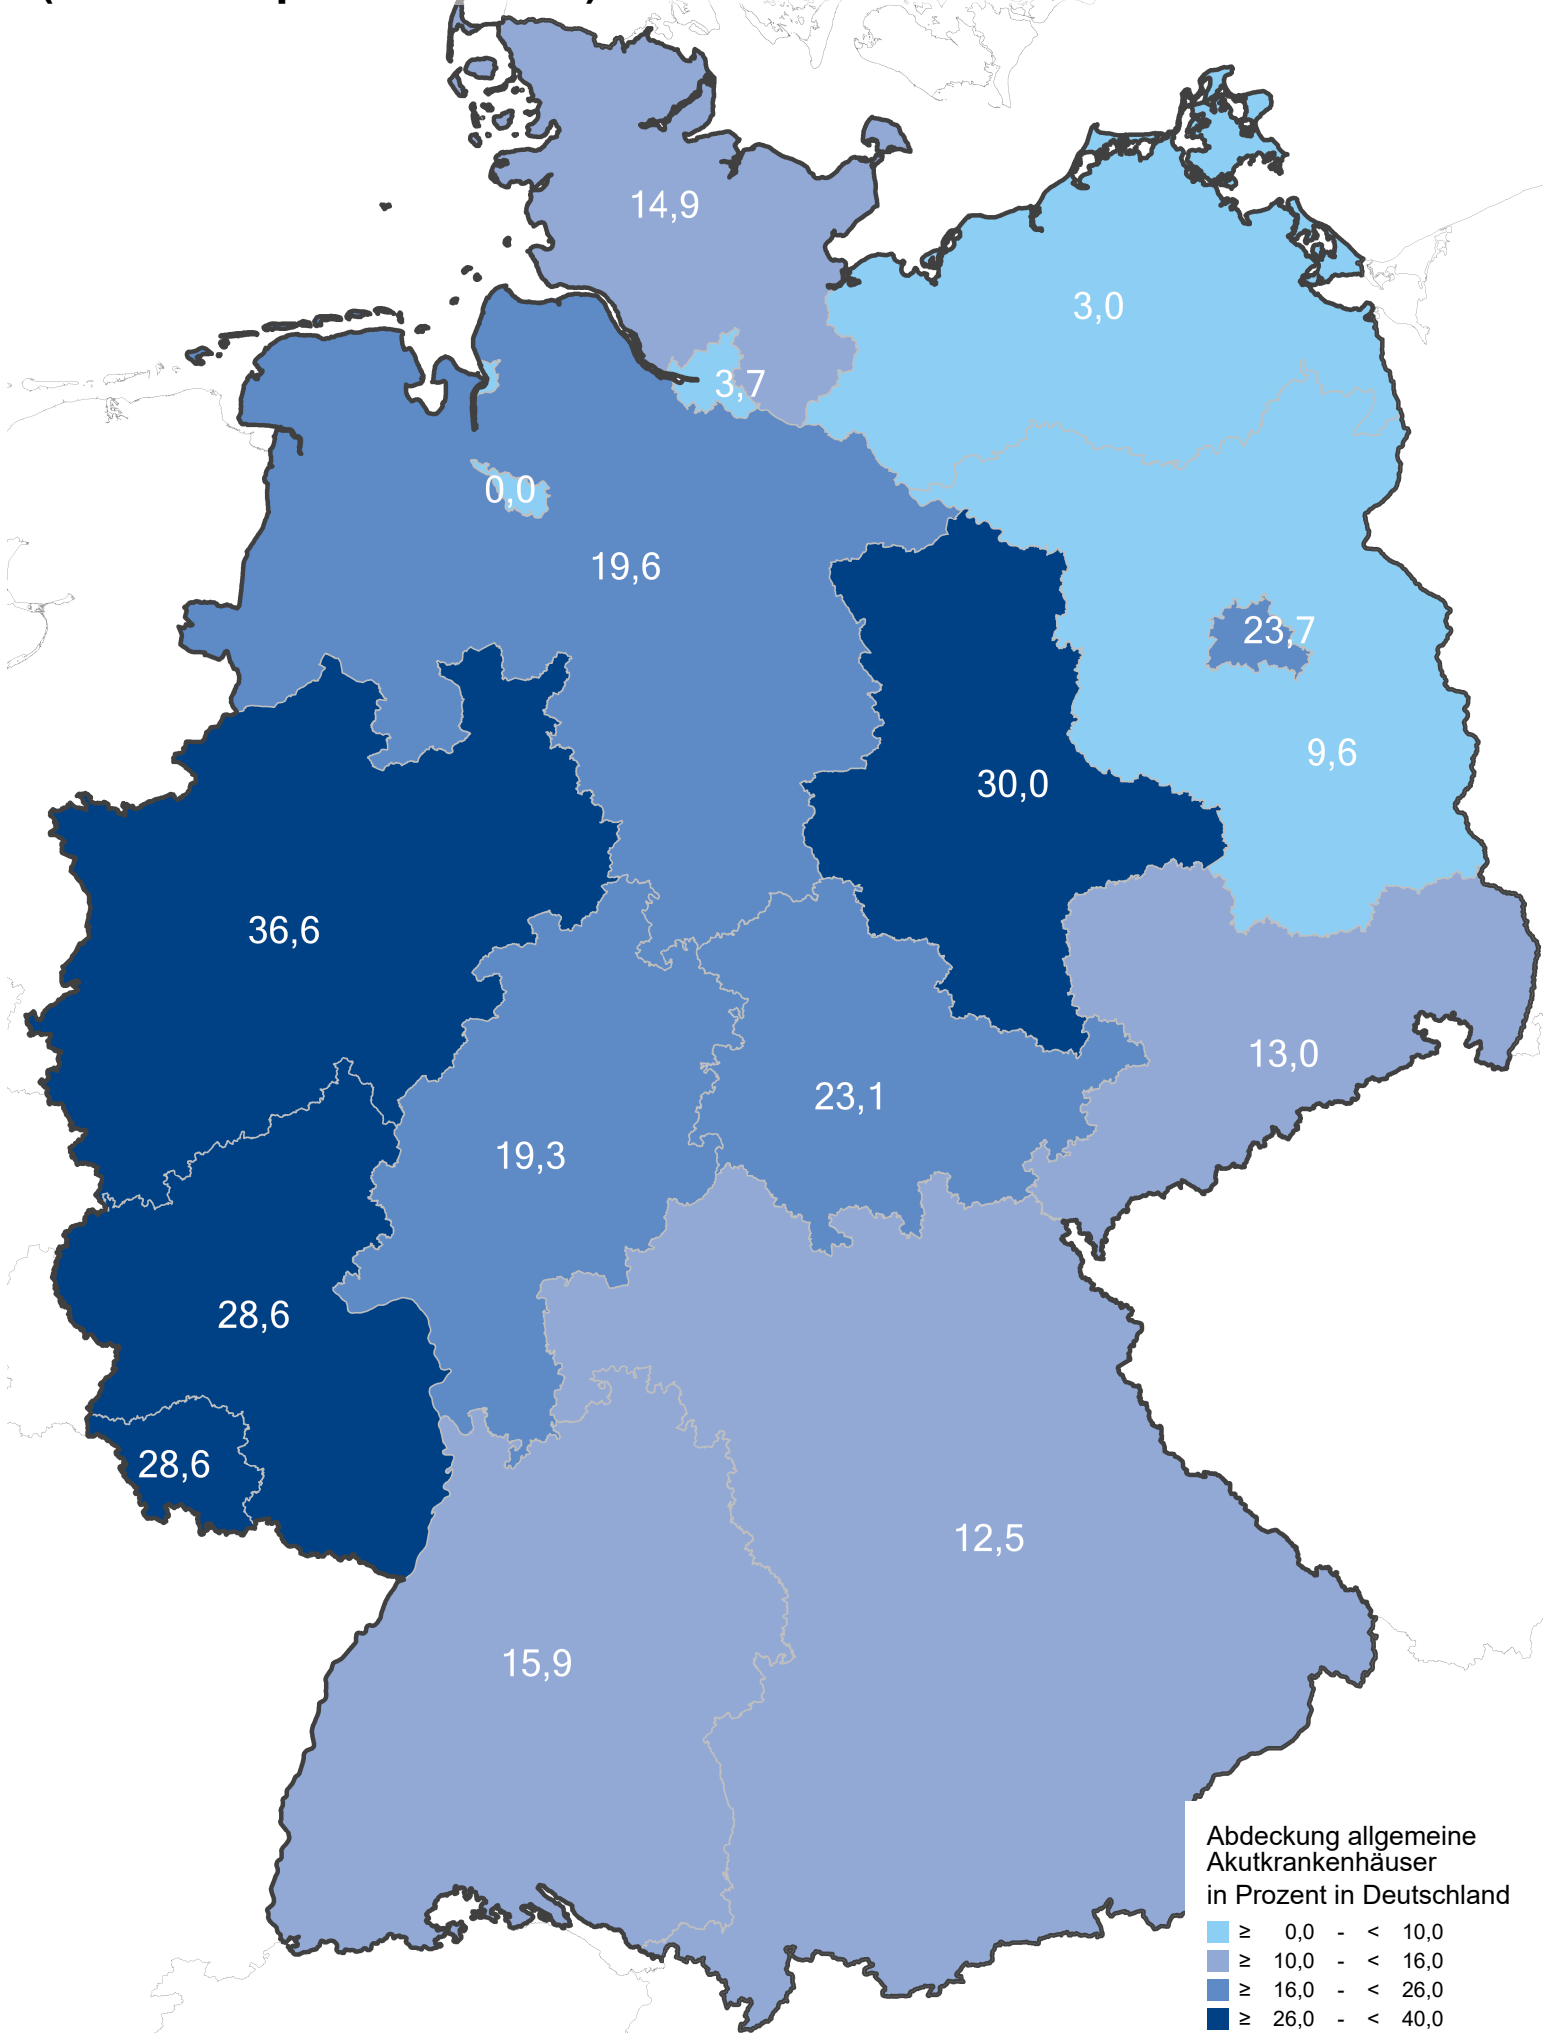 14,9
3,0
3,7
0,0
19,6
23,7
9,6
30,0
36,6
13,0
23,1
19,3
28,6
28,6
12,5
15,9
Abdeckung allgemeine
Akutkrankenhäuser
in Prozent in Deutschland
≥ 0,0 - < 10,0
≥ 10,0 - < 16,0
≥ 16,0 - < 26,0
≥ 26,0 - < 40,0